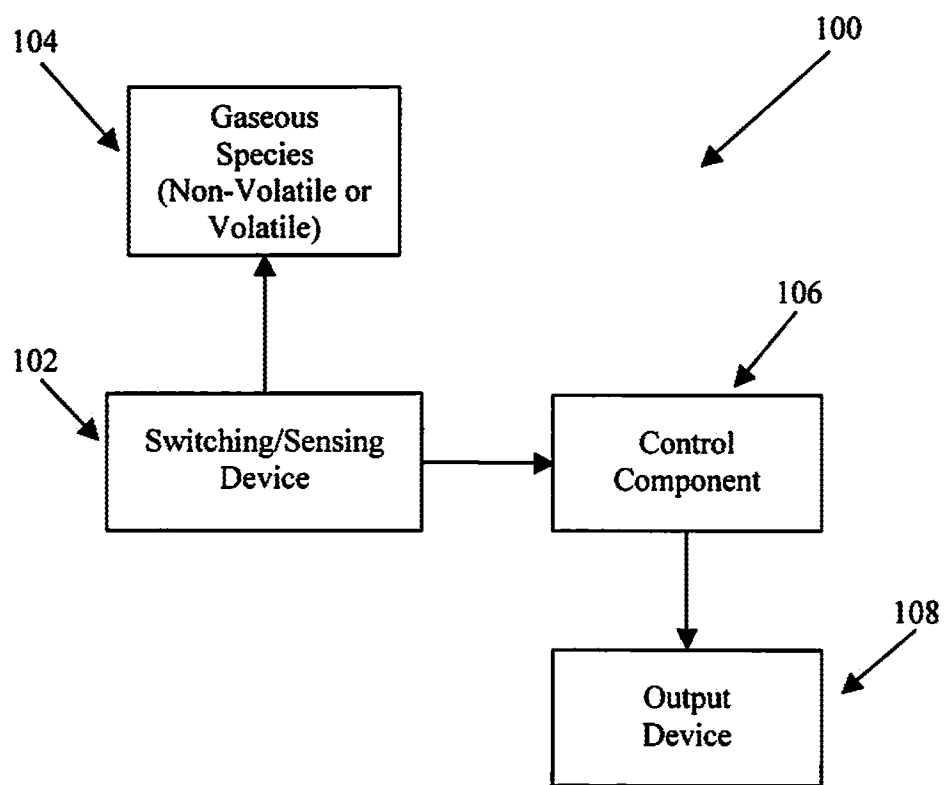 104
100
Gaseous
Species
(Non-Volatile or
Volatile)
106
102
Switching/Sensing
Device
Control
Component
108
Output
Device